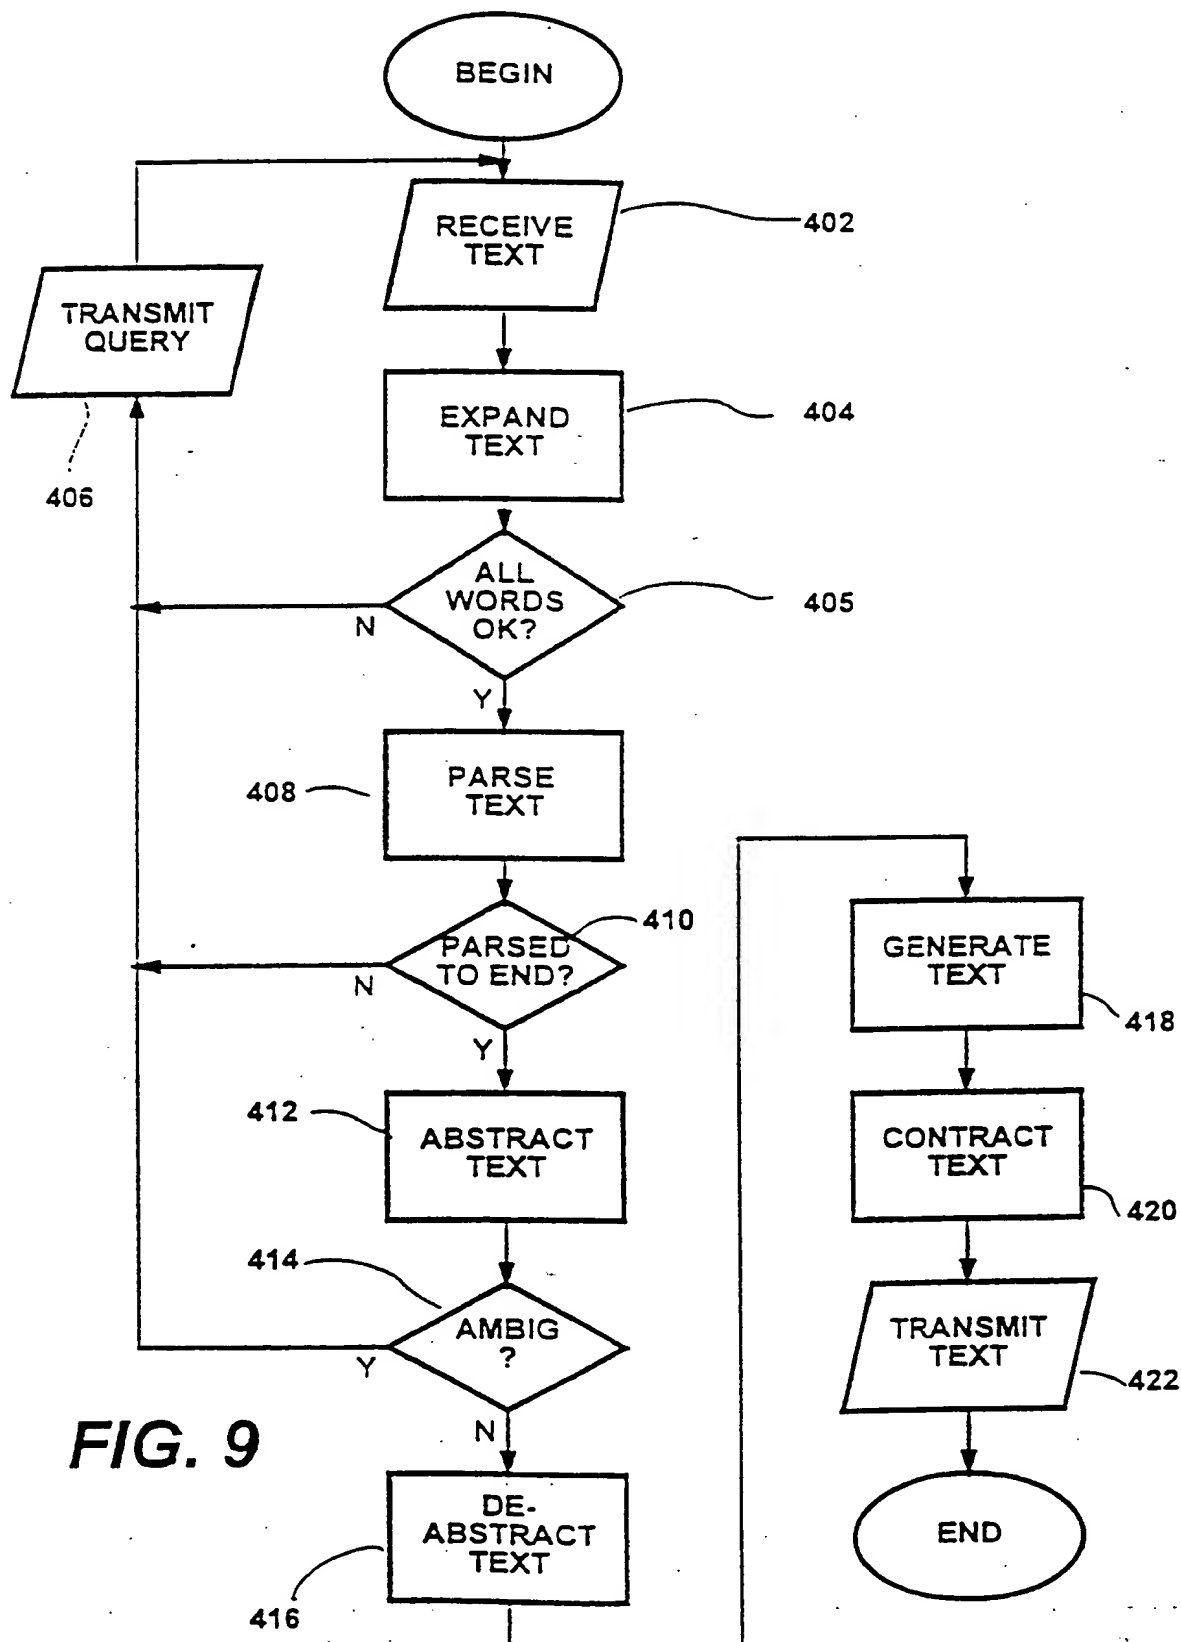 BEGIN
RECEIVE
TEXT
402
TRANSMIT
QUERY
406
EXPAND
TEXT
404
ALL
WORDS
OK?
405
N
Y
PARSE
TEXT
408
PARSED
TO END?
410
N
Y
ABSTRACT
TEXT
412
AMBIG
?
414
Y
N
DE-
ABSTRACT
TEXT
416
GENERATE
TEXT
418
CONTRACT
TEXT
420
TRANSMIT
TEXT
422
END
FIG. 9